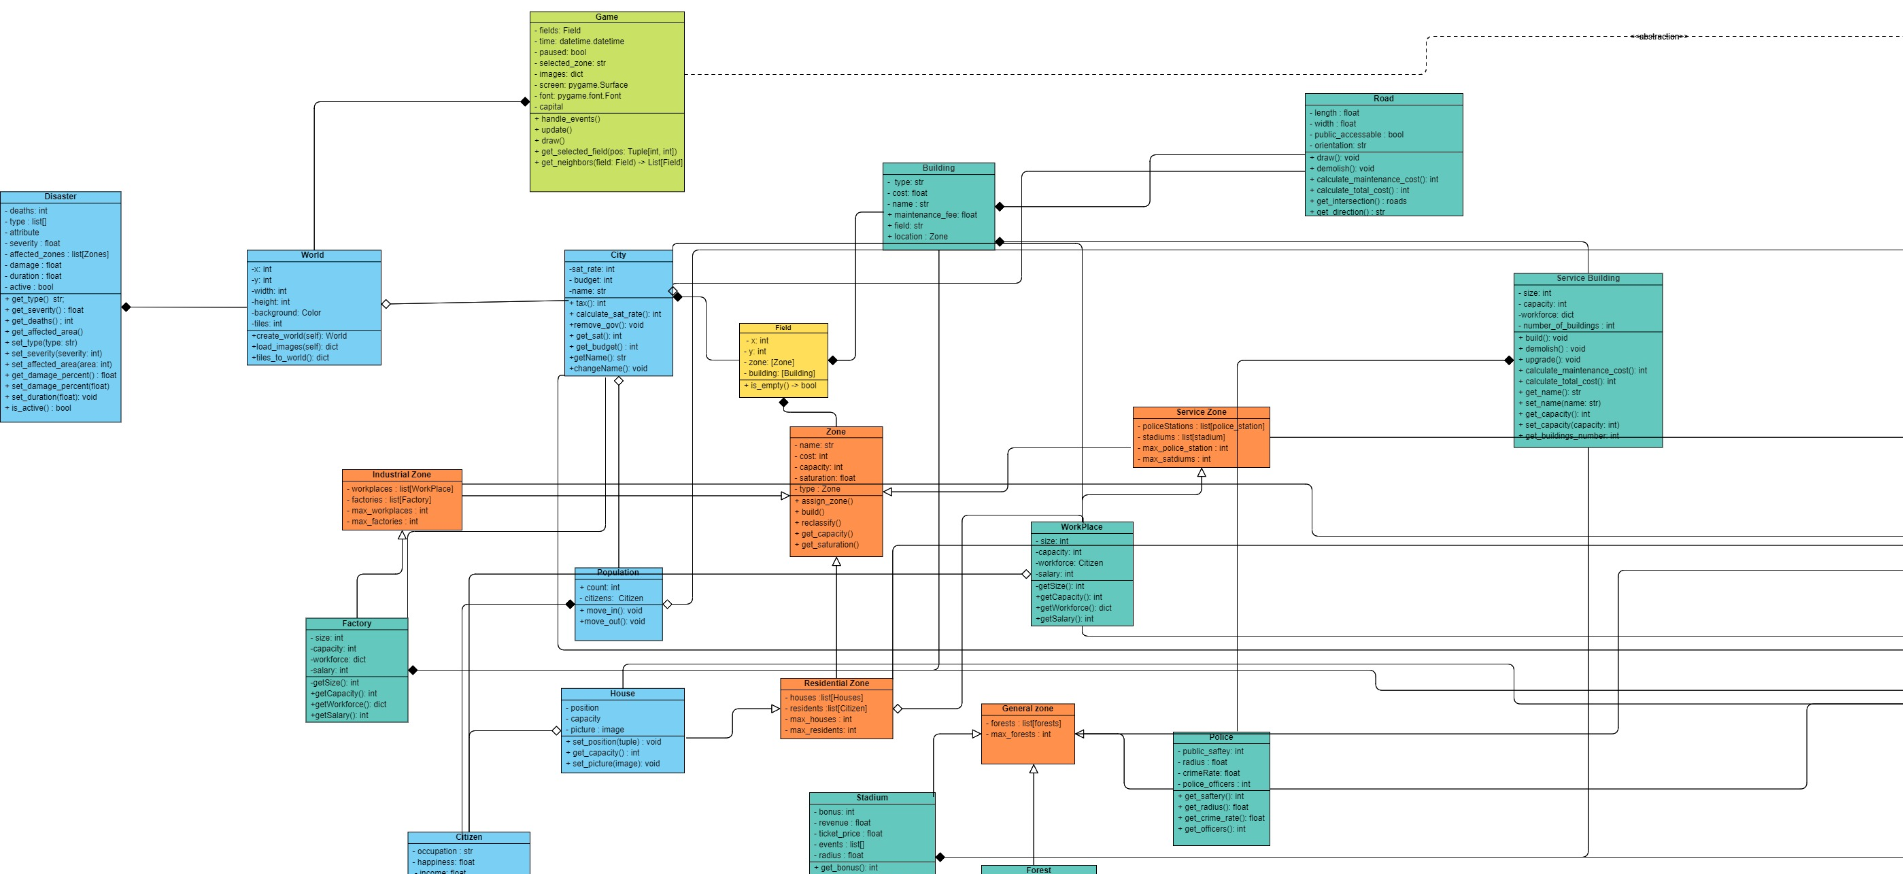 Game
- fields: Field
- time: datetime.datetime
- paused: bool
- selected_zone: str
- images: dict
- screen: pygame.Surface
- font: pygame.font.Font
- capital
+ handle_events()
+ update()
+ draw()
+ get_selected_field(pos: Tuple[int, int])
+ get_neighbors(field: Field) -> List[Field]
<<abstraction>>
Road
- length : float
- width : float
- public_accessable : bool
- orientation: str
+ draw(): void
+ demolish(): void
+ calculate_maintenance_cost(): int
+ calculate_total_cost() : int
+ get_intersection() : roads
+ get_direction() : str
Building
- type: str
- cost: float
- name : str
+ maintenance_fee: float
+ field: str
+ location : Zone
Disaster
- deaths: int
- type : list[]
- attribute
- severity : float
- affected_zones : list[Zones]
- damage : float
- duration : float
- active : bool
+ get_type() str;
+ get_severity() : float
+ get_deaths() : int
+ get_affected_area()
+ set_type(type: str)
+ set_severity(severity: int)
+ set_affected_area(area: int)
+ get_damage_percent() : float
+ set_damage_percent(float)
+ set_duration(float): void
+ is_active() : bool
World
-x: int
-y: int
-width: int
-height: int
-background: Color
-tiles: int
+create_world(self): World
+load_images(self): dict
+tiles_to_world(): dict
City
-sat_rate: int
- budget: int
-name: str
+ tax(): int
+ calculate_sat_rate(): int
+remove_gov(): void
+ get_sat(): int
+ get_budget() : int
+getName(): str
+changeName(): void
Field
- x: int
- y: int
- zone: [Zone]
- building: [Building]
+ is_empty() -> bool
Service Building
- size: int
- capacity: int
-workforce: dict
- number_of_buildings : int
+ build(): void
+ demolish() : void
+ upgrade(): void
+ calculate_maintenance_cost(): int
+ calculate_total_cost(): int
+ get_name(): str
+ set_name(name: str)
+ get_capacity(): int
+ set_capacity(capacity: int)
+ get_buildings_number: int
Service Zone
- policeStations : list[police_station]
- stadiums : list[stadium]
- max_police_station : int
- max_satdiums : int
Zone
- name: str
- cost: int
- capacity: int
- saturation: float
- type : Zone
+ assign_zone()
+ build()
+ reclassify()
+ get_capacity()
+ get_saturation()
Industrial Zone
- workplaces : list[WorkPlace]
- factories : list[Factory]
- max_workplaces : int
- max_factories : int
WorkPlace
- size: int
-capacity: int
-workforce: Citizen
-salary: int
-getSize(): int
+getCapacity(): int
+getWorkforce(): dict
+getSalary(): int
Population
+ count: int
- citizens: Citizen
+ move_in(): void
+move_out(): void
Factory
- size: int
-capacity: int
-workforce: dict
-salary: int
-getSize(): int
+getCapacity(): int
+getWorkforce(): dict
+getSalary(): int
House
- position
- capacity
- picture : image
+ set_position(tuple) : void
+ get_capacity() : int
+ set_picture(image): void
Residential Zone
- houses :list[Houses]
- residents :list[Citizen]
- max_houses : int
- max_residents: int
General zone
- forests : list[forests]
- max_forests : int
Police
- public_saftey: int
- radius : float
- crimeRate: float
- police_officers : int
+ get_saftery(): int
+ get_radius(): float
+ get_crime_rate(): float
+ get_officers(): int
Stadium
- bonus: int
- revenue : float
- ticket_price : float
- events : list[]
- radius : float
+ get_bonus(): int
Citizen
- occupation : str
- happiness: float
- income: float
Forest